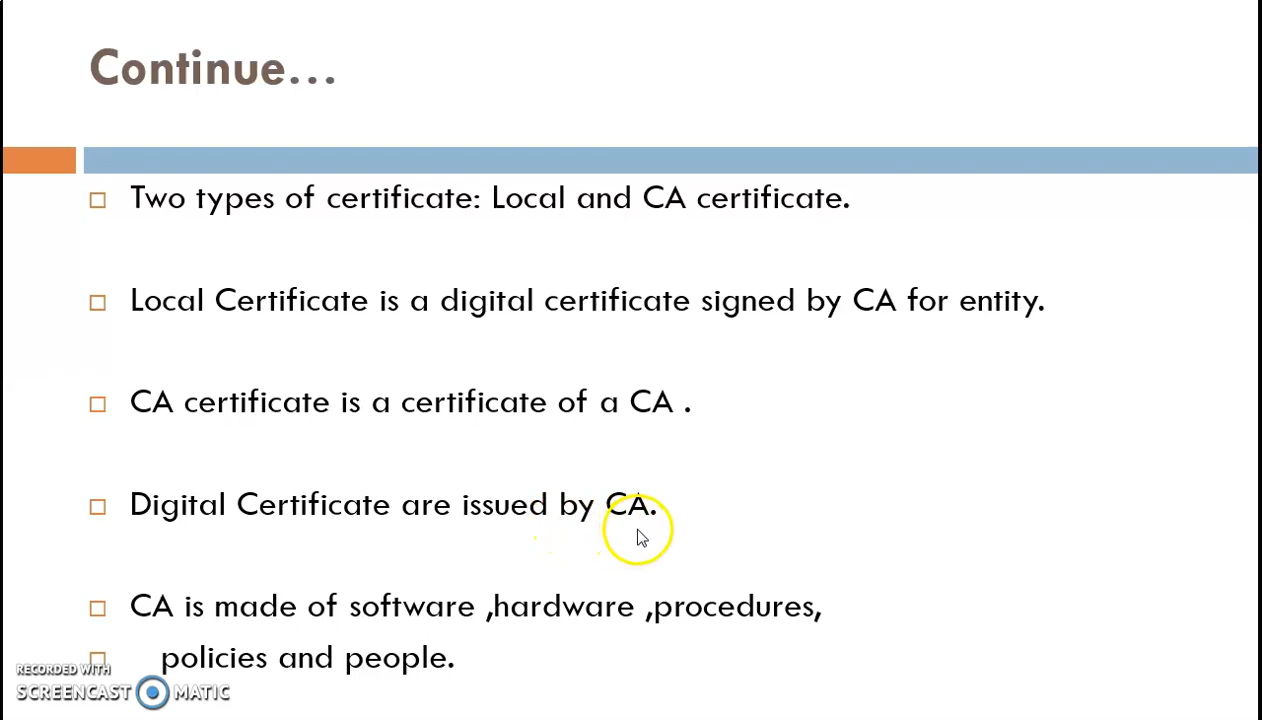 Continue...
Two types of certificate: Local and CA certificate.
Local Certificate is a digital certificate signed by CA for entity.
CA certificate is a certificate of a CA .
Digital Certificate are issued by CA.
CA is made of software ,hardware ,procedures,
policies and people.
RECORDED WITH
SCREENCAST MATIC